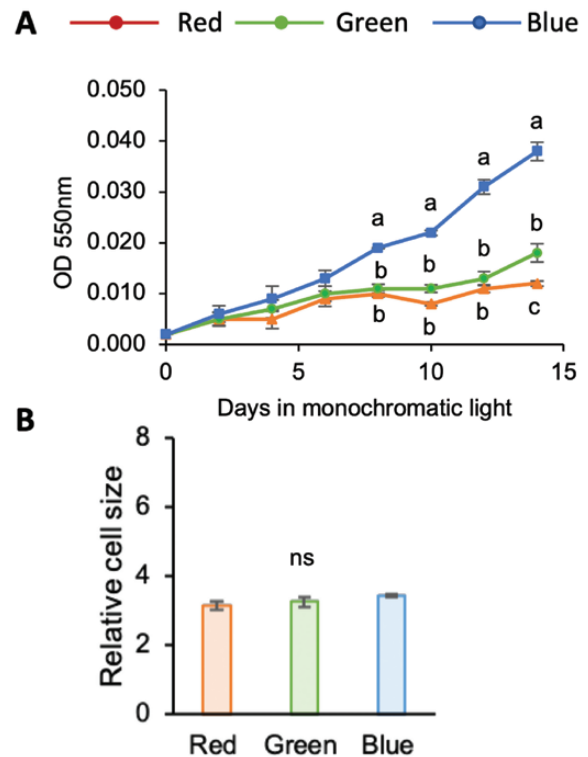 A Red Green Blue
0.050
0.040
0.030
0.020
0.010
0.000
OD 550nm
a
a
a
a
b
b
b
b
b
b
b
c
0 5 10 15
Days in monochromatic light
B
8
6
4
2
0
Relative cell size
ns
Red Green Blue